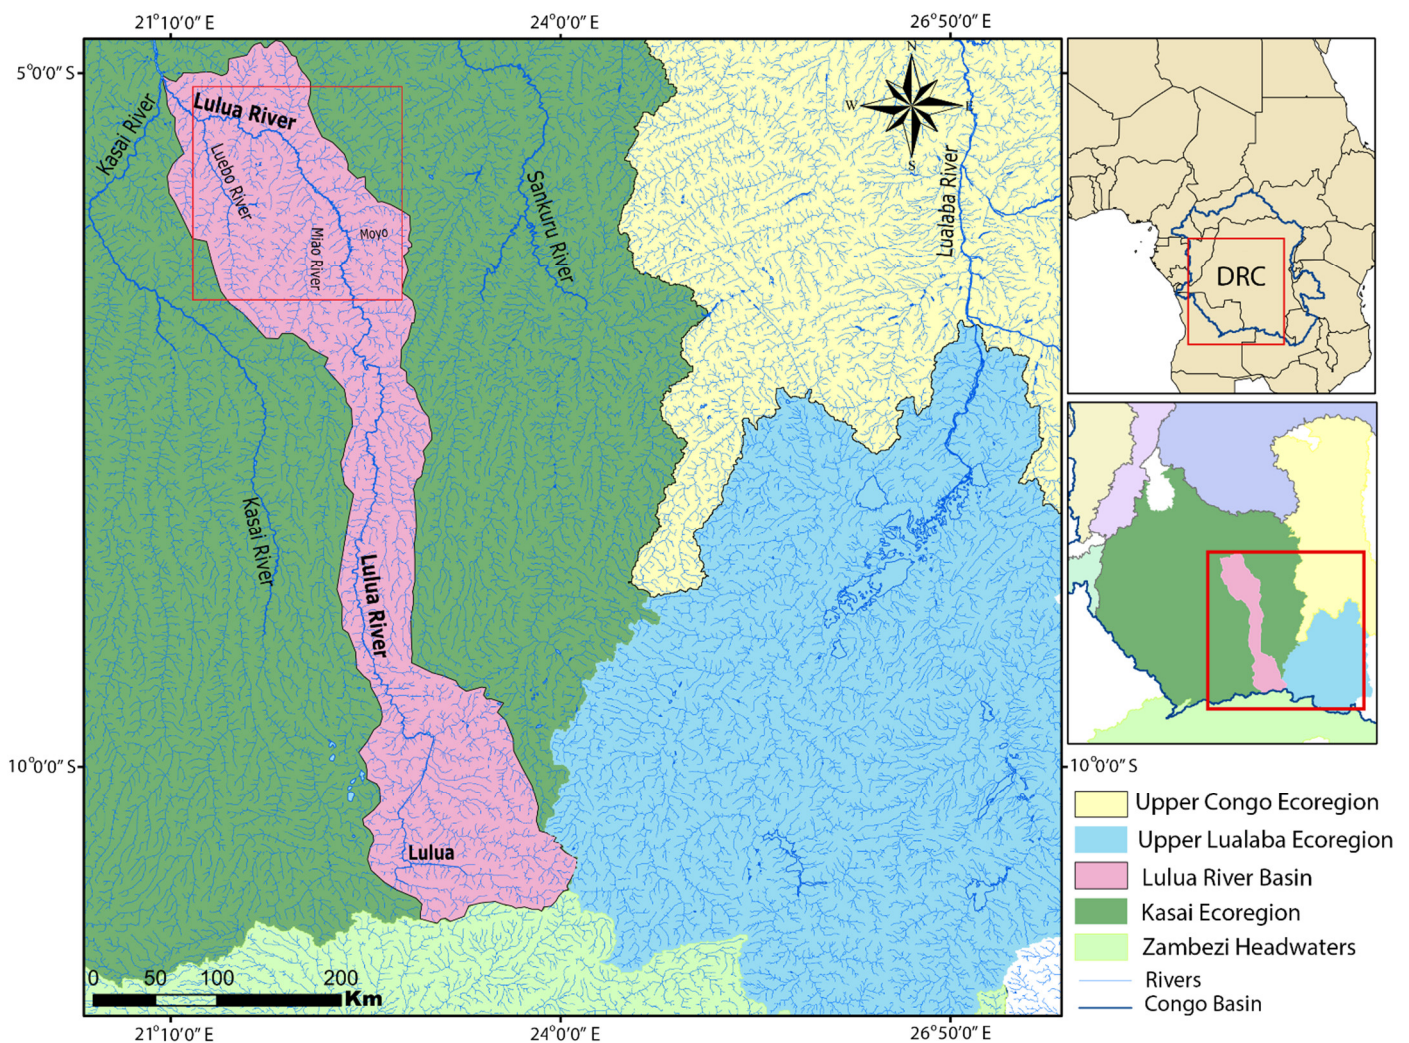 21°10'0" E
24°0'0" E
26°50'0" E
5°0'0" S
N
W
E
S
Kasai River
Lulua River
Luebo River
Miao River
Moyo
Sankuru River
Lualaba River
DRC
Kasai River
Lulua River
10°0'0" S
10°0'0" S
Lulua
0 50 100 200
Km
21°10'0" E
24°0'0" E
26°50'0" E
Upper Congo Ecoregion
Upper Lualaba Ecoregion
Lulua River Basin
Kasai Ecoregion
Zambezi Headwaters
Rivers
Congo Basin